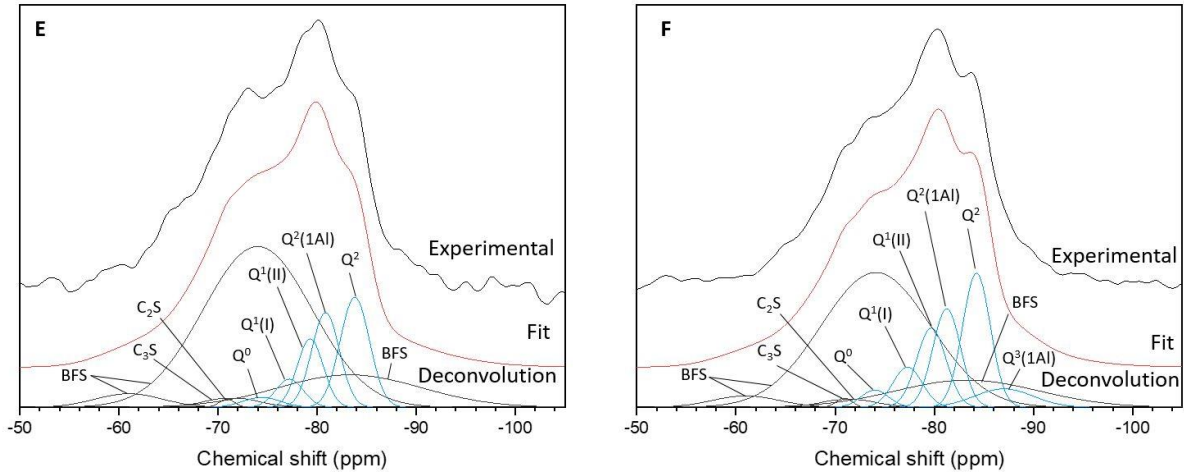 E
Experimental
Q²(1Al)
Q²
Q¹(II)
C₂S
Q¹(I)
Fit
C₃S
Q⁰
BFS
BFS
Deconvolution
-50
-60
-70
-80
-90
-100
Chemical shift (ppm)
F
Q²(1Al)
Q²
Q¹(II)
Experimental
C₂S
Q¹(I)
BFS
Fit
C₃S
Q⁰
Q³(1Al)
BFS
Deconvolution
-50
-60
-70
-80
-90
-100
Chemical shift (ppm)